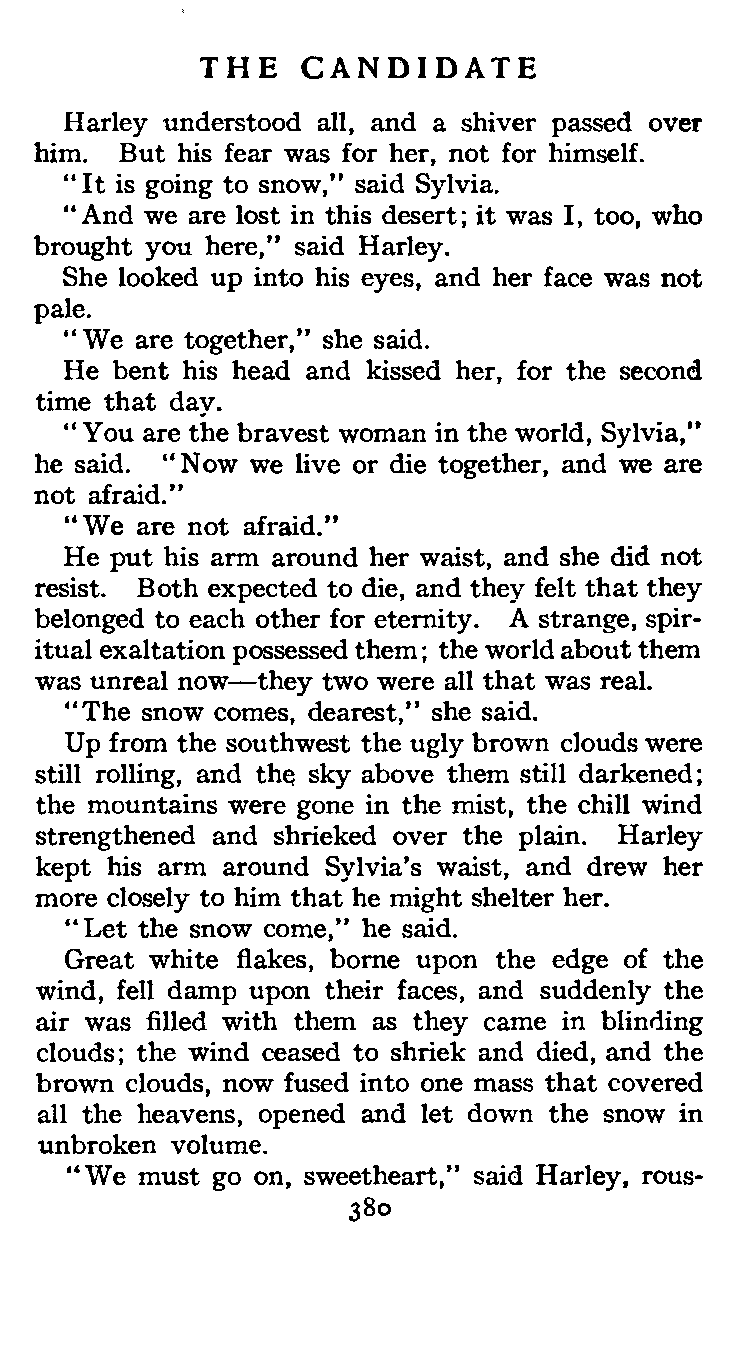 THE CANDIDATE
Harley understood all, and a shiver passed over
him. But his fear was for her, not for himself.
"It is going to snow," said Sylvia.
"And we are lost in this desert; it was I, too, who
brought you here," said Harley.
She looked up into his eyes, and her face was not
pale.
"We are together," she said.
He bent his head and kissed her, for the second
time that day.
"You are the bravest woman in the world, Sylvia,"
he said. "Now we live or die together, and we are
not afraid."
"We are not afraid."
He put his arm around her waist, and she did not
resist. Both expected to die, and they felt that they
belonged to each other for eternity. A strange, spir-
itual exaltation possessed them; the world about them
was unreal now—they two were all that was real.
"The snow comes, dearest," she said.
Up from the southwest the ugly brown clouds were
still rolling, and the sky above them still darkened;
the mountains were gone in the mist, the chill wind
strengthened and shrieked over the plain. Harley
kept his arm around Sylvia's waist, and drew her
more closely to him that he might shelter her.
"Let the snow come," he said.
Great white flakes, borne upon the edge of the
wind, fell damp upon their faces, and suddenly the
air was filled with them as they came in blinding
clouds; the wind ceased to shriek and died, and the
brown clouds, now fused into one mass that covered
all the heavens, opened and let down the snow in
unbroken volume.
"We must go on, sweetheart," said Harley, rous-
380